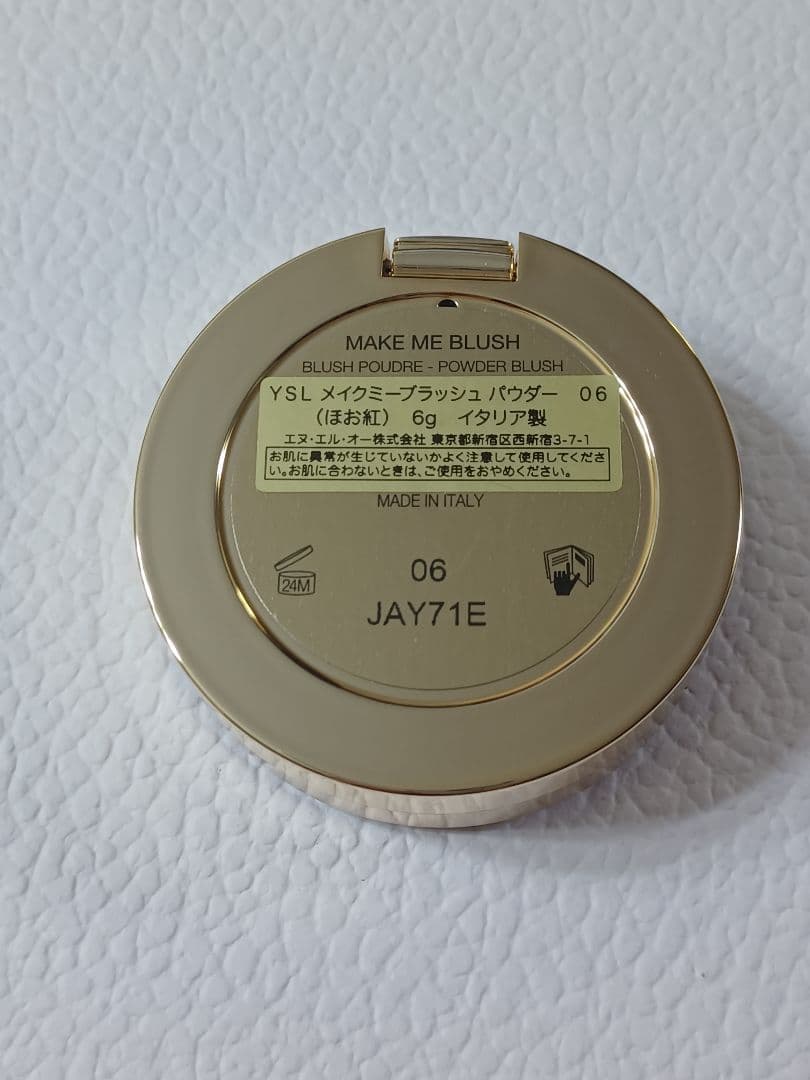 MAKE ME BLUSH
BLUSH POUDRE - POWDER BLUSH
YSL メイクミーブラッシュ パウダー 06
（ほお紅） 6g イタリア製
エヌ・エル・オー株式会社 東京都新宿区西新宿3-7-1
お肌に異常が生じていないかよく注意して使用してくださ
い。お肌に合わないときは、ご使用をおやめください。
MADE IN ITALY
24M
06
JAY71E